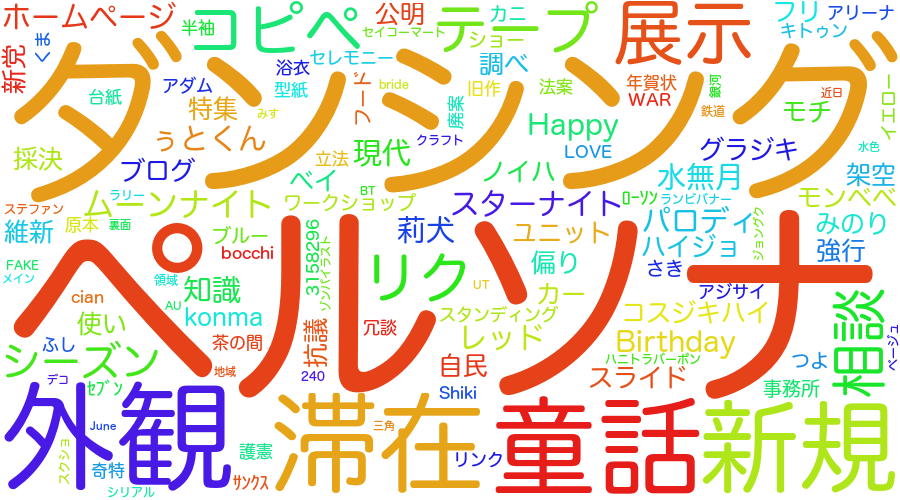 ホームページ
コピペ
公明
テープ
カニ
展示
フリ
アリーナ
キトゥン
新党
くま
半袖
セイコーマート
ショー
セレモニー
浴衣
ダンシング
アダム
台紙
特集
みす
型紙
フード
bride
調べ
旧作
廃案
法案
年賀状
WAR
銀河
近日
鉄道
モチ
イエロー
ぅとくん
採決
ブログ
立法
現代
クラフト
Happy
LOVE
グラジキ
水色
ベイ
BT
ノイハ
水無月
架空
ラリー
ムーンナイト
ワークショップ
スターナイト
ローソン
ランビバナー
モンベベ
ステファン
原本
裏面
維新
ブルー
bocchi
3158296
ソンパイラスト
莉犬
ユニット
パロディ
ジョングク
みのり
ハイジョ
強行
偏り
さき
FAKE
メイン
領域
ペルソナ
知識
リク
UT
カー
アジサイ
cian
AU
konma
使い
抗議
冗談
スタンディング
コスジキハイ
相談
ページュ
茶の間
レッド
Birthday
ふし
シーズン
ハニトラバーボン
つよ
地域
240
自民
スライド
デコ
セブン
Shiki
事務所
外観
滞在
童話
新規
June
三角
スクショ
護憲
奇特
リンク
サンクス
シリアル